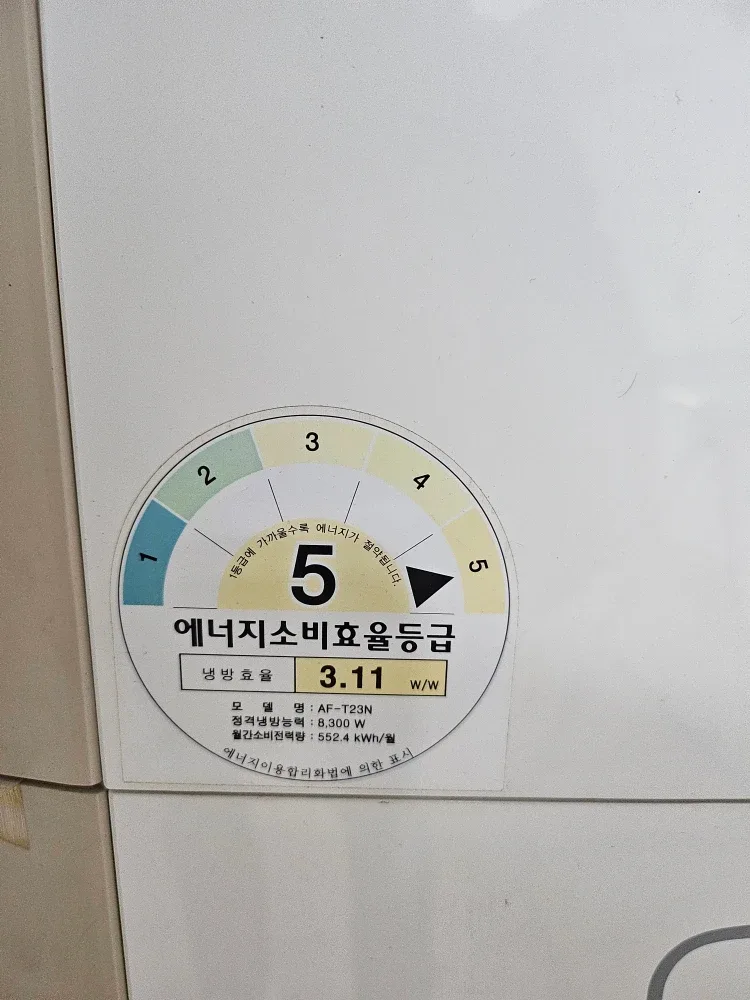 1 2 3 4 5
1등급에 가까울수록 에너지가 절약됩니다.
5
에너지소비효율등급
냉방효율 3.11 W/W
모 델 명 : AF-T23N
정격냉방능력 : 8,300 W
월간소비전력량 : 552.4 kWh/월
에너지이용합리화법에 의한 표시